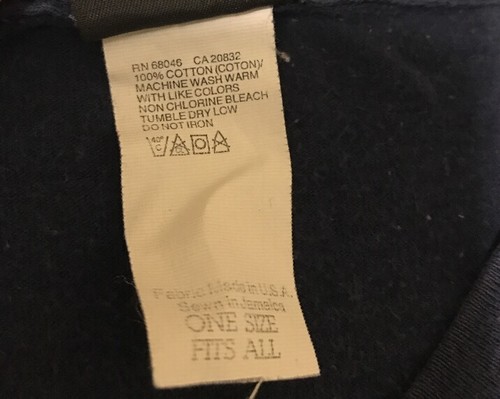 RN 68046 CA 20832
100% COTTON (COTON)/
MACHINE WASH WARM
WITH LIKE COLORS
NON CHLORINE BLEACH
TUMBLE DRY LOW
DO NOT IRON
40°
C
Fabric Made in U.S.A.
Sewn in Jamaica
ONE SIZE
FITS ALL